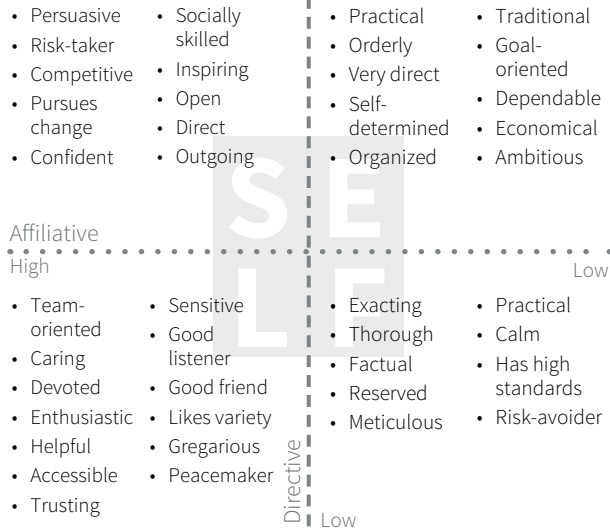 • Persuasive
• Risk-taker
• Competitive
• Pursues
change
• Confident
• Socially
skilled
• Inspiring
• Open
• Direct
• Outgoing
• Practical
• Orderly
• Very direct
• Self-
determined
• Organized
• Traditional
• Goal-
oriented
• Dependable
• Economical
• Ambitious
S E
L F
Affiliative
High
Low
• Team-
oriented
• Caring
• Devoted
• Enthusiastic
• Helpful
• Accessible
• Trusting
• Sensitive
• Good
listener
• Good friend
• Likes variety
• Gregarious
• Peacemaker
• Exacting
• Thorough
• Factual
• Reserved
• Meticulous
• Practical
• Calm
• Has high
standards
• Risk-avoider
Directive
Low